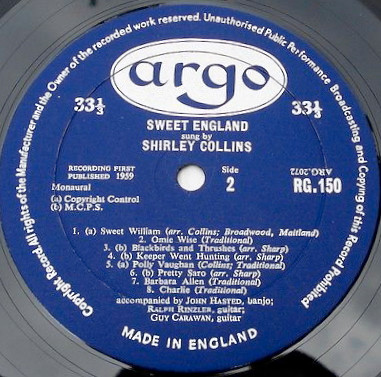 Copyright Record All rights of the Manufacturer and the Owner of the recorded work reserved. Unauthorised Public Performance Broadcasting and Copying of this Record Prohibited
argo
33⅓
33⅓
SWEET ENGLAND
sung by
SHIRLEY COLLINS
RECORDING FIRST
PUBLISHED 1959
Side
2
ARG.2072
RG.150
Monaural
(a) Copyright Control
(b) M.C.P.S.
1. (a) Sweet William (arr. Collins; Broadwood, Maitland)
2. Omie Wise (Traditional)
3. (b) Blackbirds and Thrushes (arr. Sharp)
4. (b) Keeper Went Hunting (arr. Sharp)
5. (a) Polly Vaughan (Collins; Traditional)
6. (b) Pretty Saro (arr. Sharp)
7. Barbara Allen (Traditional)
8. Charlie (Traditional)
accompanied by JOHN HASTED, banjo;
RALPH RINZLER, guitar;
GUY CARAWAN, guitar
MADE IN ENGLAND